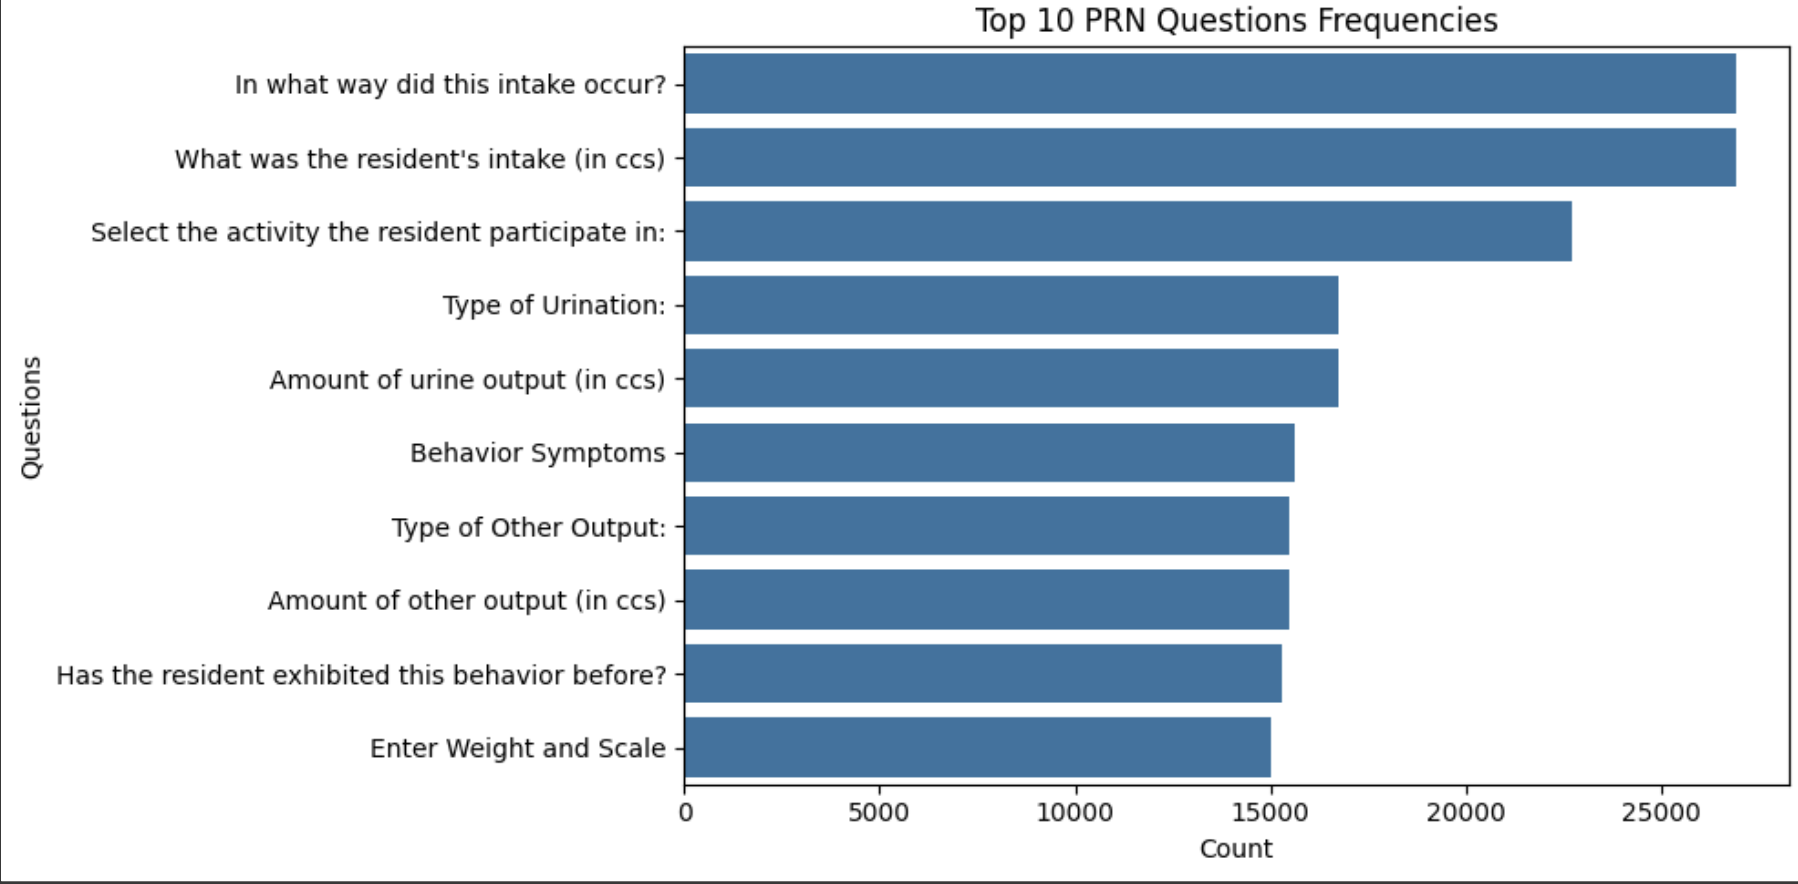 Top 10 PRN Questions Frequencies
In what way did this intake occur?
What was the resident's intake (in ccs)
Select the activity the resident participate in:
Type of Urination:
Amount of urine output (in ccs)
Behavior Symptoms
Type of Other Output:
Amount of other output (in ccs)
Has the resident exhibited this behavior before?
Enter Weight and Scale
Questions
0 5000 10000 15000 20000 25000
Count